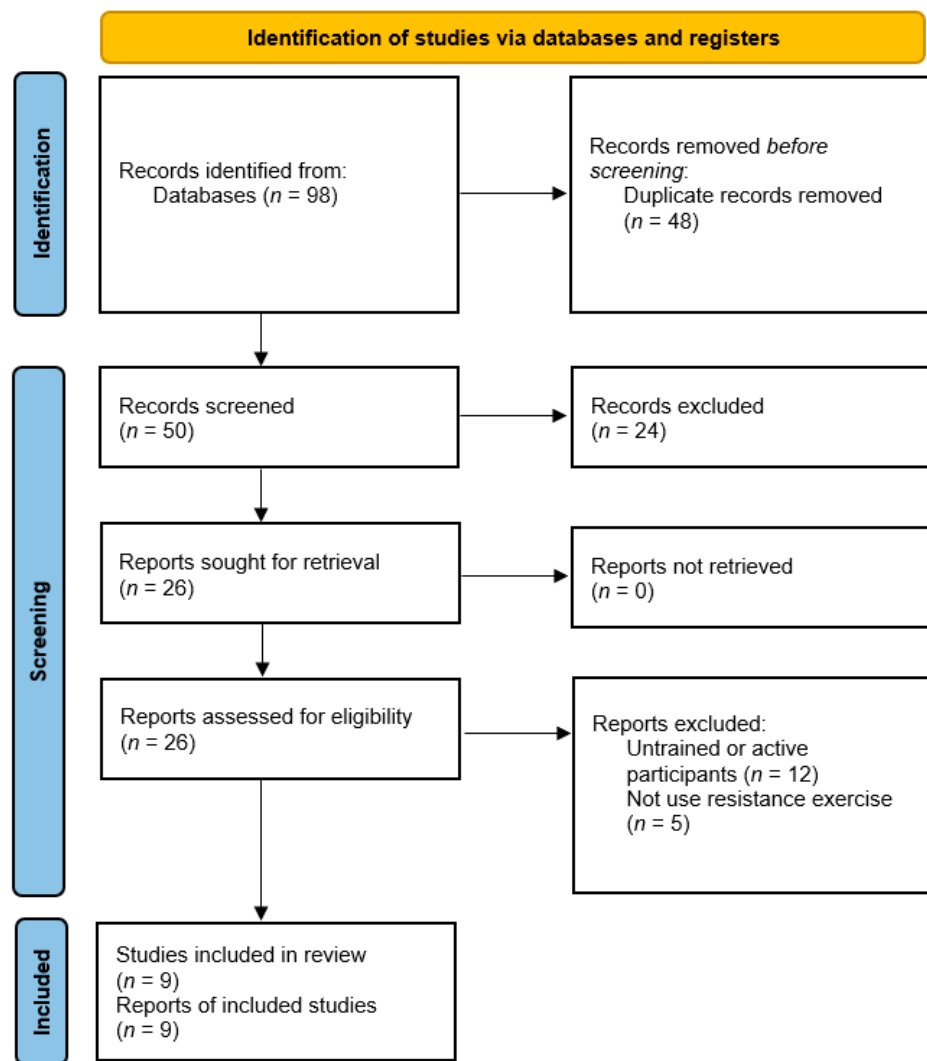 Identification of studies via databases and registers
Identification
Records identified from:
Databases (n = 98)
Records removed before
screening:
Duplicate records removed
(n = 48)
Screening
Records screened
(n = 50)
Records excluded
(n = 24)
Reports sought for retrieval
(n = 26)
Reports not retrieved
(n = 0)
Reports assessed for eligibility
(n = 26)
Reports excluded:
Untrained or active
participants (n = 12)
Not use resistance exercise
(n = 5)
Included
Studies included in review
(n = 9)
Reports of included studies
(n = 9)